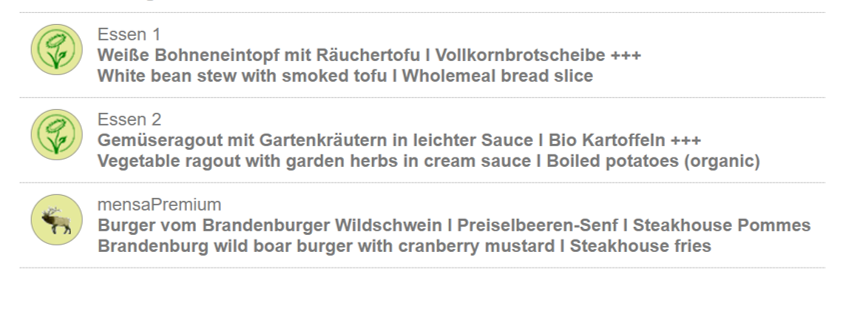 Essen 1
Weiße Bohneneintopf mit Räuchertofu l Vollkornbrotscheibe +++
White bean stew with smoked tofu l Wholemeal bread slice
Essen 2
Gemüseragout mit Gartenkräutern in leichter Sauce l Bio Kartoffeln +++
Vegetable ragout with garden herbs in cream sauce l Boiled potatoes (organic)
mensaPremium
Burger vom Brandenburger Wildschwein l Preiselbeeren-Senf l Steakhouse Pommes
Brandenburg wild boar burger with cranberry mustard l Steakhouse fries